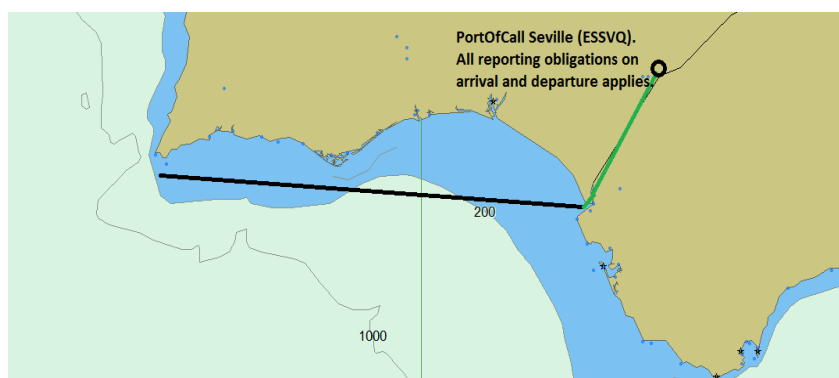 PortOfCall Seville (ESSVQ).
All reporting obligations on
arrival and departure applies.
200
1000